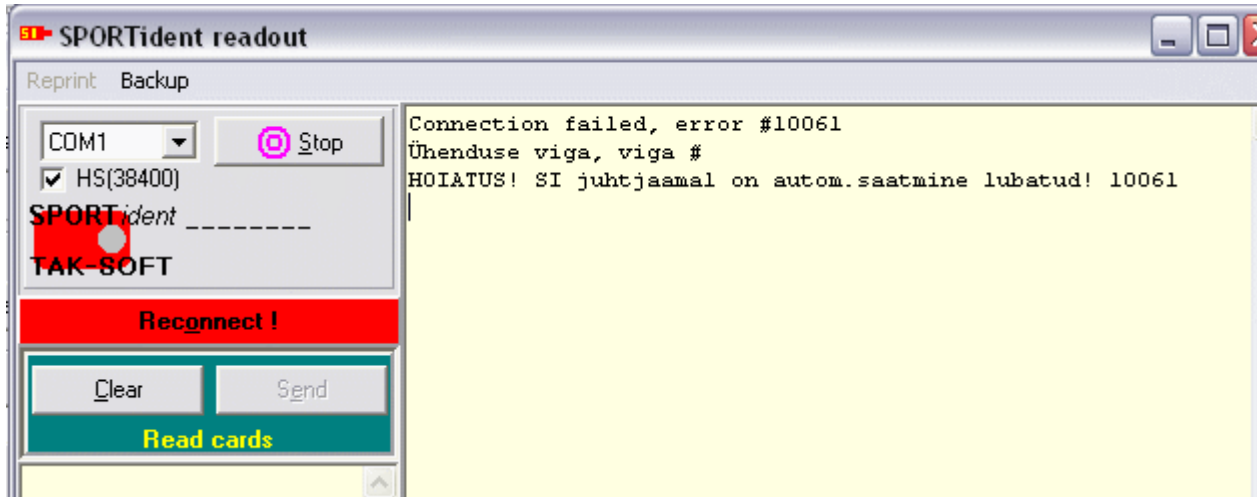 SPORTident readout
Reprint Backup
COM1
Stop
HS(38400)
SPORTident ________
TAK-SOFT
Reconnect !
Clear Send
Read cards
Connection failed, error #10061
Ühenduse viga, viga #
HOIATUS! SI juhtjaamal on autom.saatmine lubatud! 10061